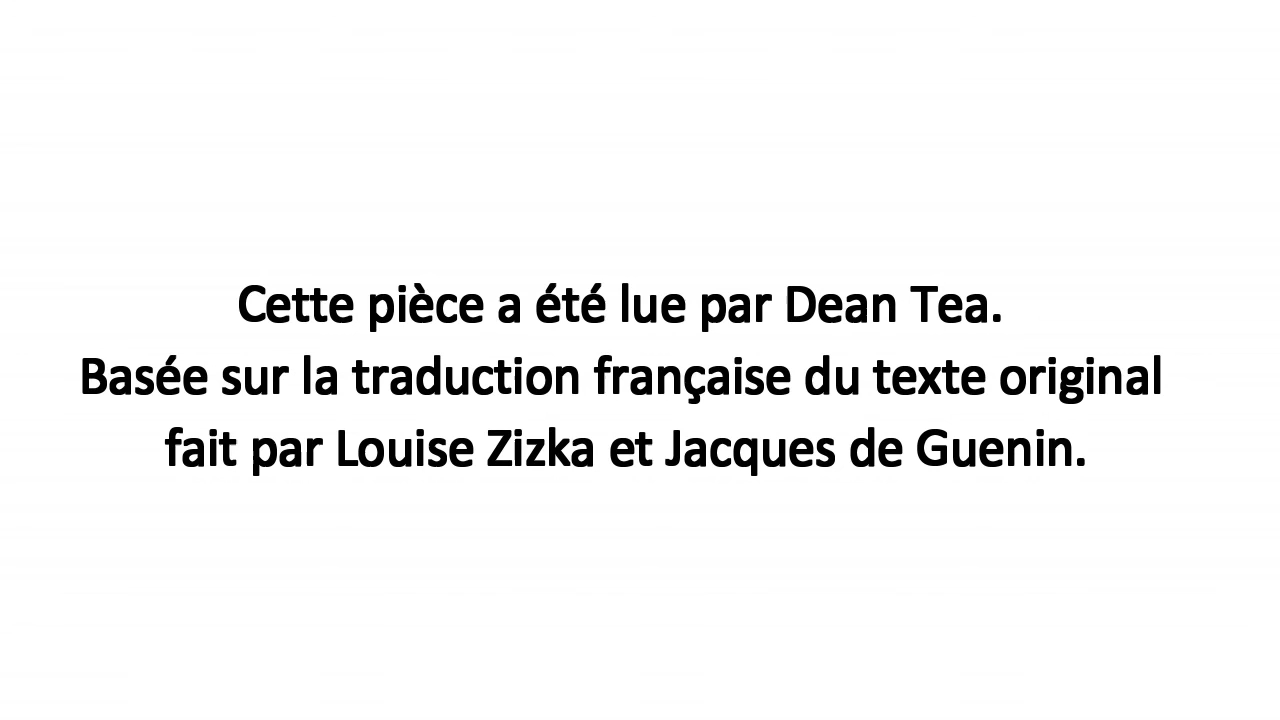 Cette pièce a été lue par Dean Tea.
Basée sur la traduction française du texte original
fait par Louise Zizka et Jacques de Guenin.